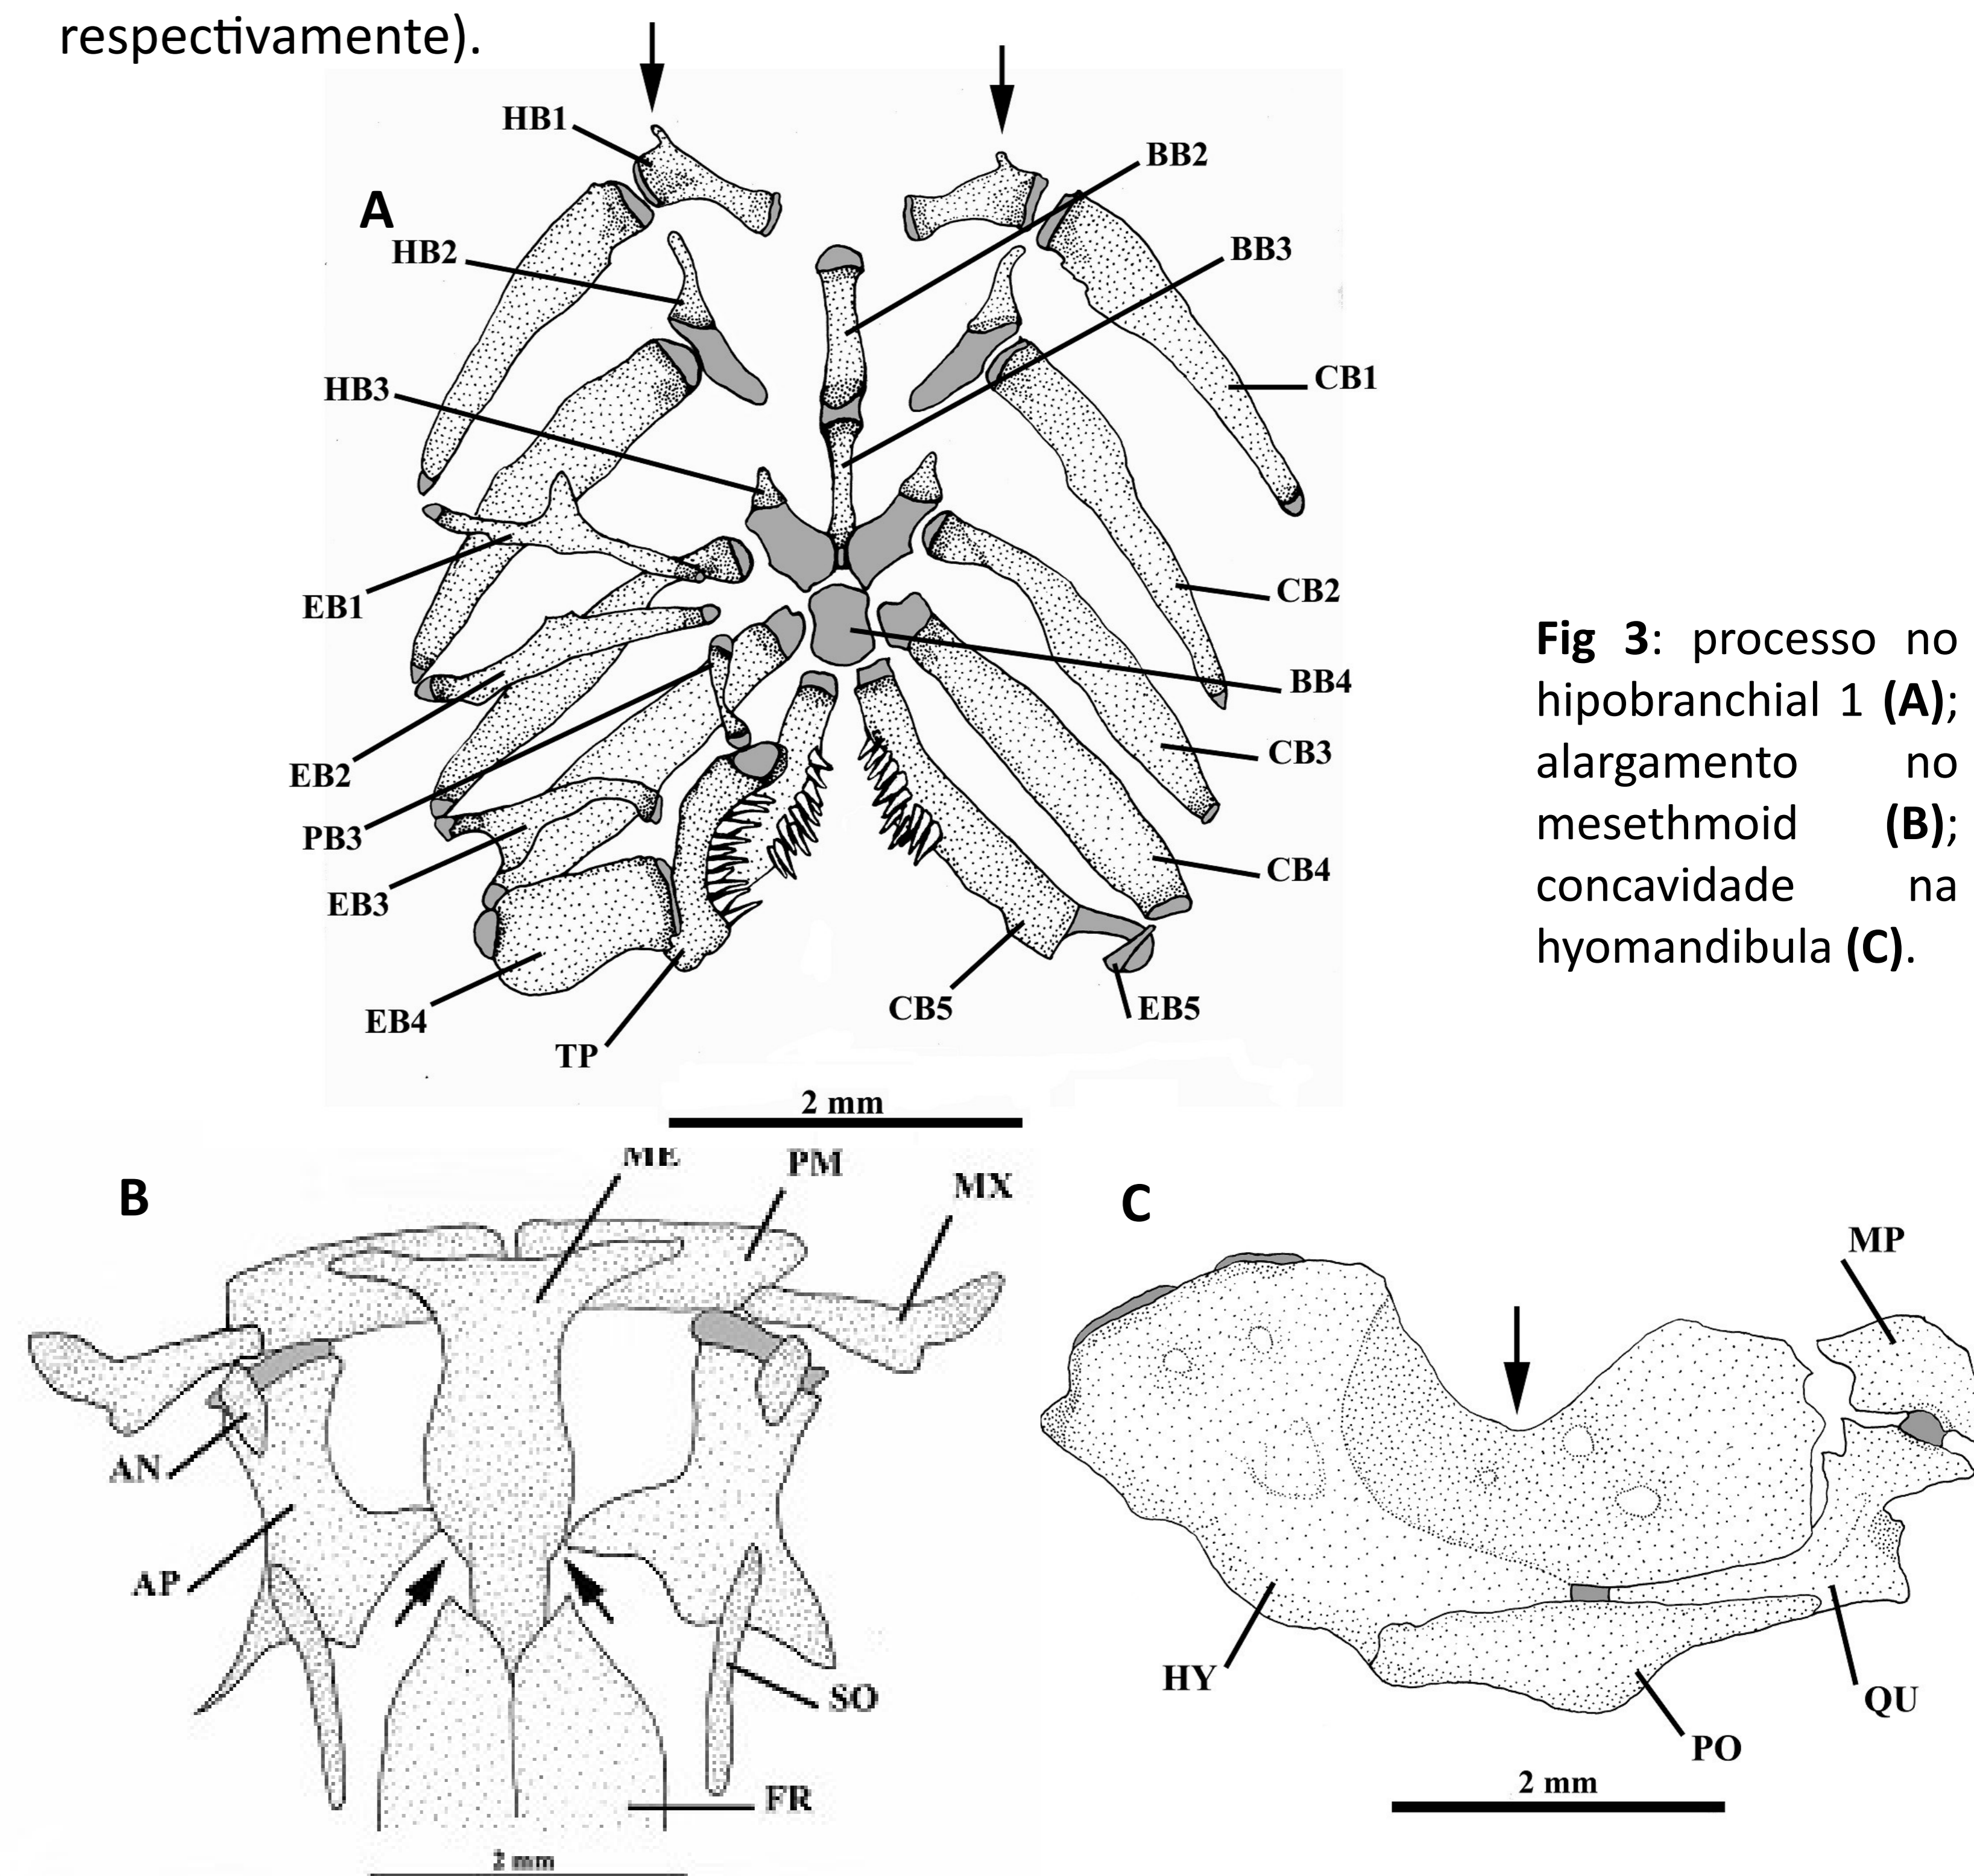 respectivamente).
HB1
BB2
A
HB2
BB3
HB3
CB1
EB1
CB2
BB4
EB2
CB3
PB3
CB4
EB3
CB5
EB5
EB4
TP
2 mm
Fig 3: processo no
hipobranchial 1 (A);
alargamento no
mesethmoid (B);
concavidade na
hyomandibula (C).
B
ME
PM
MX
AN
AP
SO
FR
2 mm
C
MP
HY
QU
PO
2 mm